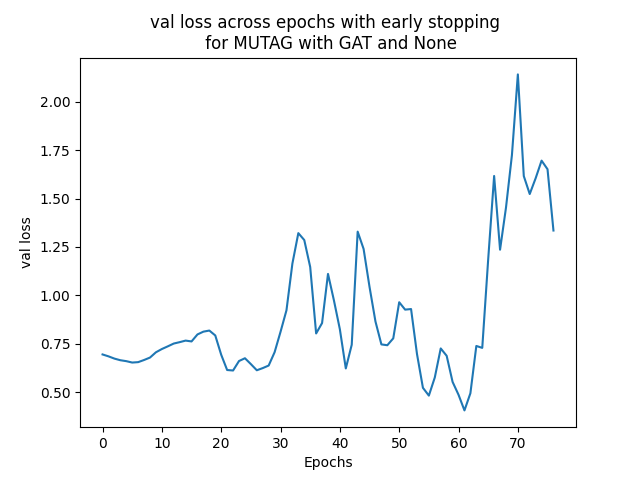 val loss across epochs with early stopping
for MUTAG with GAT and None
2.00
1.75
1.50
1.25
1.00
0.75
0.50
val loss
0 10 20 30 40 50 60 70
Epochs